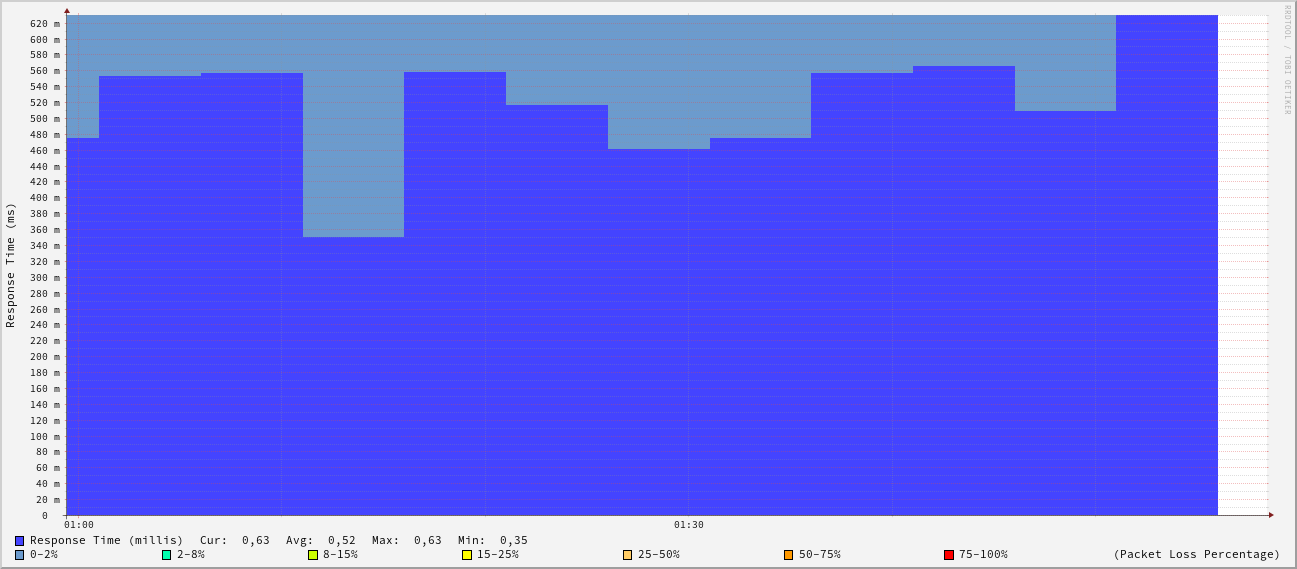 RRDTOOL / TOBI OETIKER
Response Time (ms)
620 m
600 m
580 m
560 m
540 m
520 m
500 m
480 m
460 m
440 m
420 m
400 m
380 m
360 m
340 m
320 m
300 m
280 m
260 m
240 m
220 m
200 m
180 m
160 m
140 m
120 m
100 m
80 m
60 m
40 m
20 m
0
01:00 01:30
Response Time (millis) Cur: 0,63 Avg: 0,52 Max: 0,63 Min: 0,35
0-2% 2-8% 8-15% 15-25% 25-50% 50-75% 75-100% (Packet Loss Percentage)